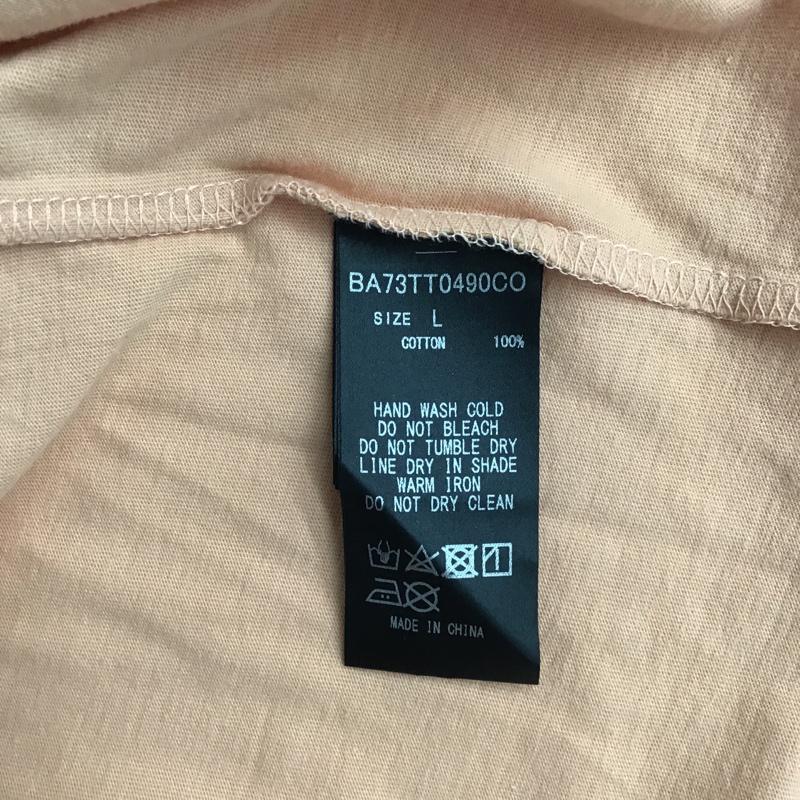 BA73TT0490CO
SIZE L
COTTON 100%
HAND WASH COLD
DO NOT BLEACH
DO NOT TUMBLE DRY
LINE DRY IN SHADE
WARM IRON
DO NOT DRY CLEAN
MADE IN CHINA